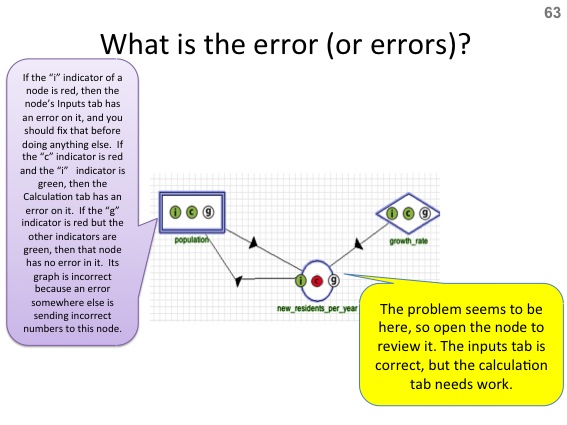 63
What is the error (or errors)?
If the “i” indicator of a
node is red, then the
node’s Inputs tab has
an error on it, and you
should fix that before
doing anything else.  If
the “c” indicator is red
and the “i”   indicator is
green, then the
Calculation tab has an
error on it.  If the “g”
indicator is red but the
other indicators are
green, then that node
has no error in it.  Its
graph is incorrect
because an error
somewhere else is
sending incorrect
numbers to this node.
i c g
population
i c g
growth_rate
i c g
new_residents_per_year
The problem seems to be
here, so open the node to
review it. The inputs tab is
correct, but the calculation
tab needs work.